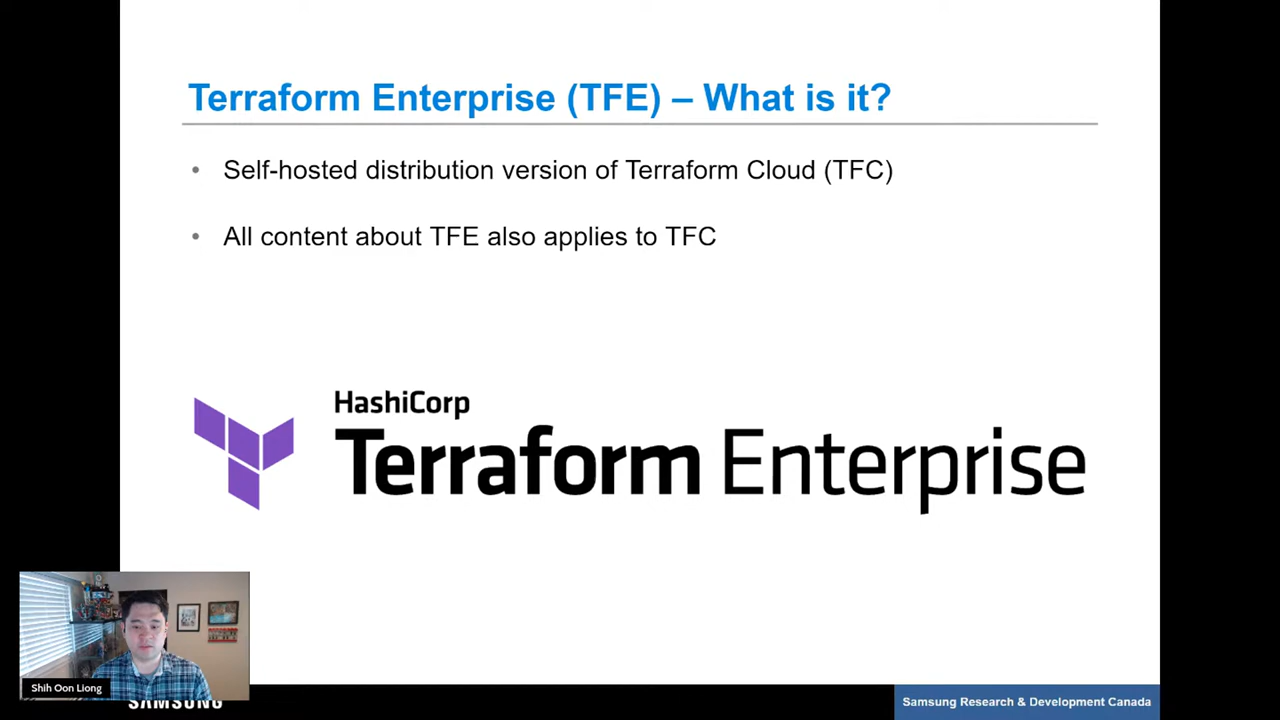 Terraform Enterprise (TFE) – What is it?
• Self-hosted distribution version of Terraform Cloud (TFC)
• All content about TFE also applies to TFC
HashiCorp
Terraform Enterprise
Shih Oon Liong
SAMSUNG
Samsung Research & Development Canada